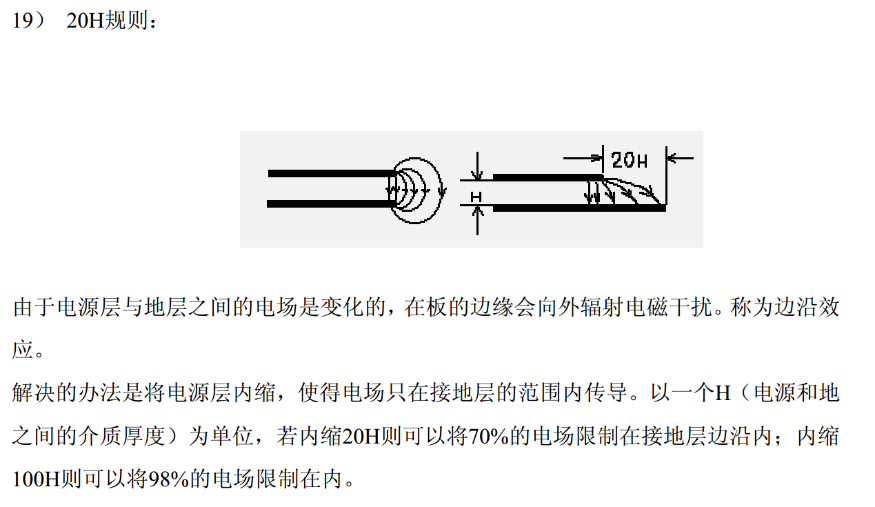 19） 20H规则：
20H
H
由于电源层与地层之间的电场是变化的，在板的边缘会向外辐射电磁干扰。称为边沿效
应。
解决的办法是将电源层内缩，使得电场只在接地层的范围内传导。以一个H（电源和地
之间的介质厚度）为单位，若内缩20H则可以将70%的电场限制在接地层边沿内；内缩
100H则可以将98%的电场限制在内。